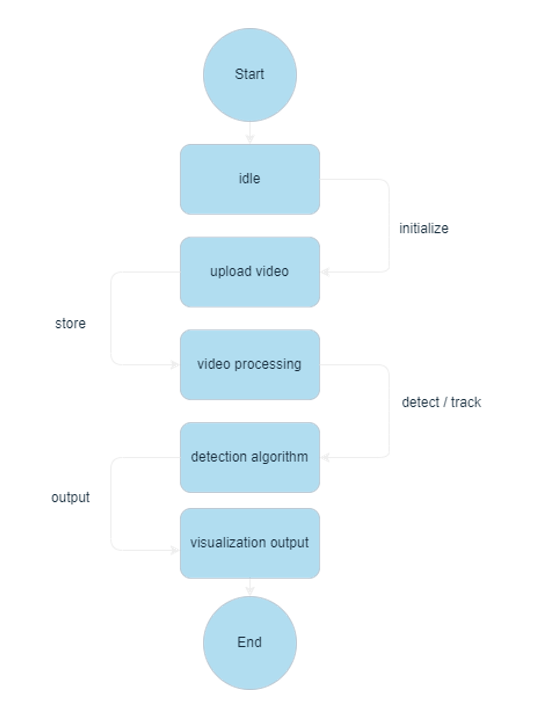 Start
idle
initialize
upload video
store
video processing
detect / track
detection algorithm
output
visualization output
End